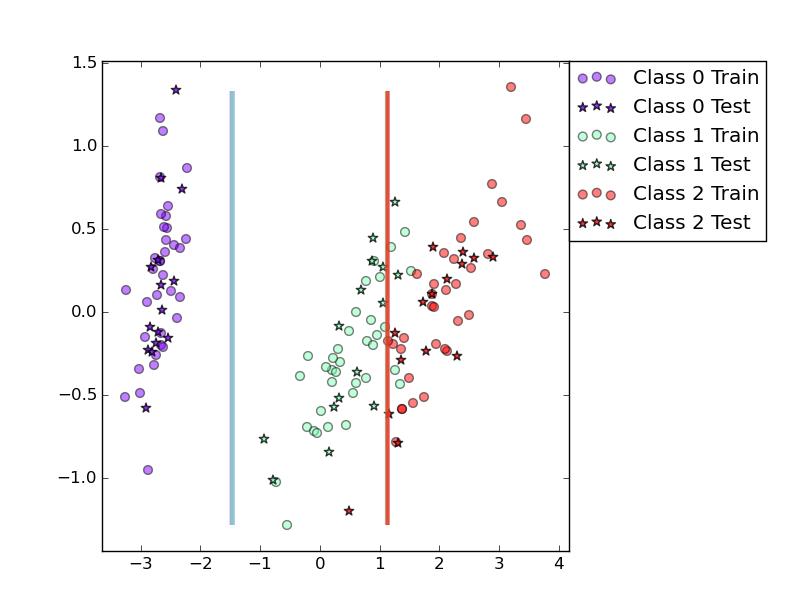 1.5
1.0
0.5
0.0
−0.5
−1.0
−3 −2 −1 0 1 2 3 4
Class 0 Train
Class 0 Test
Class 1 Train
Class 1 Test
Class 2 Train
Class 2 Test